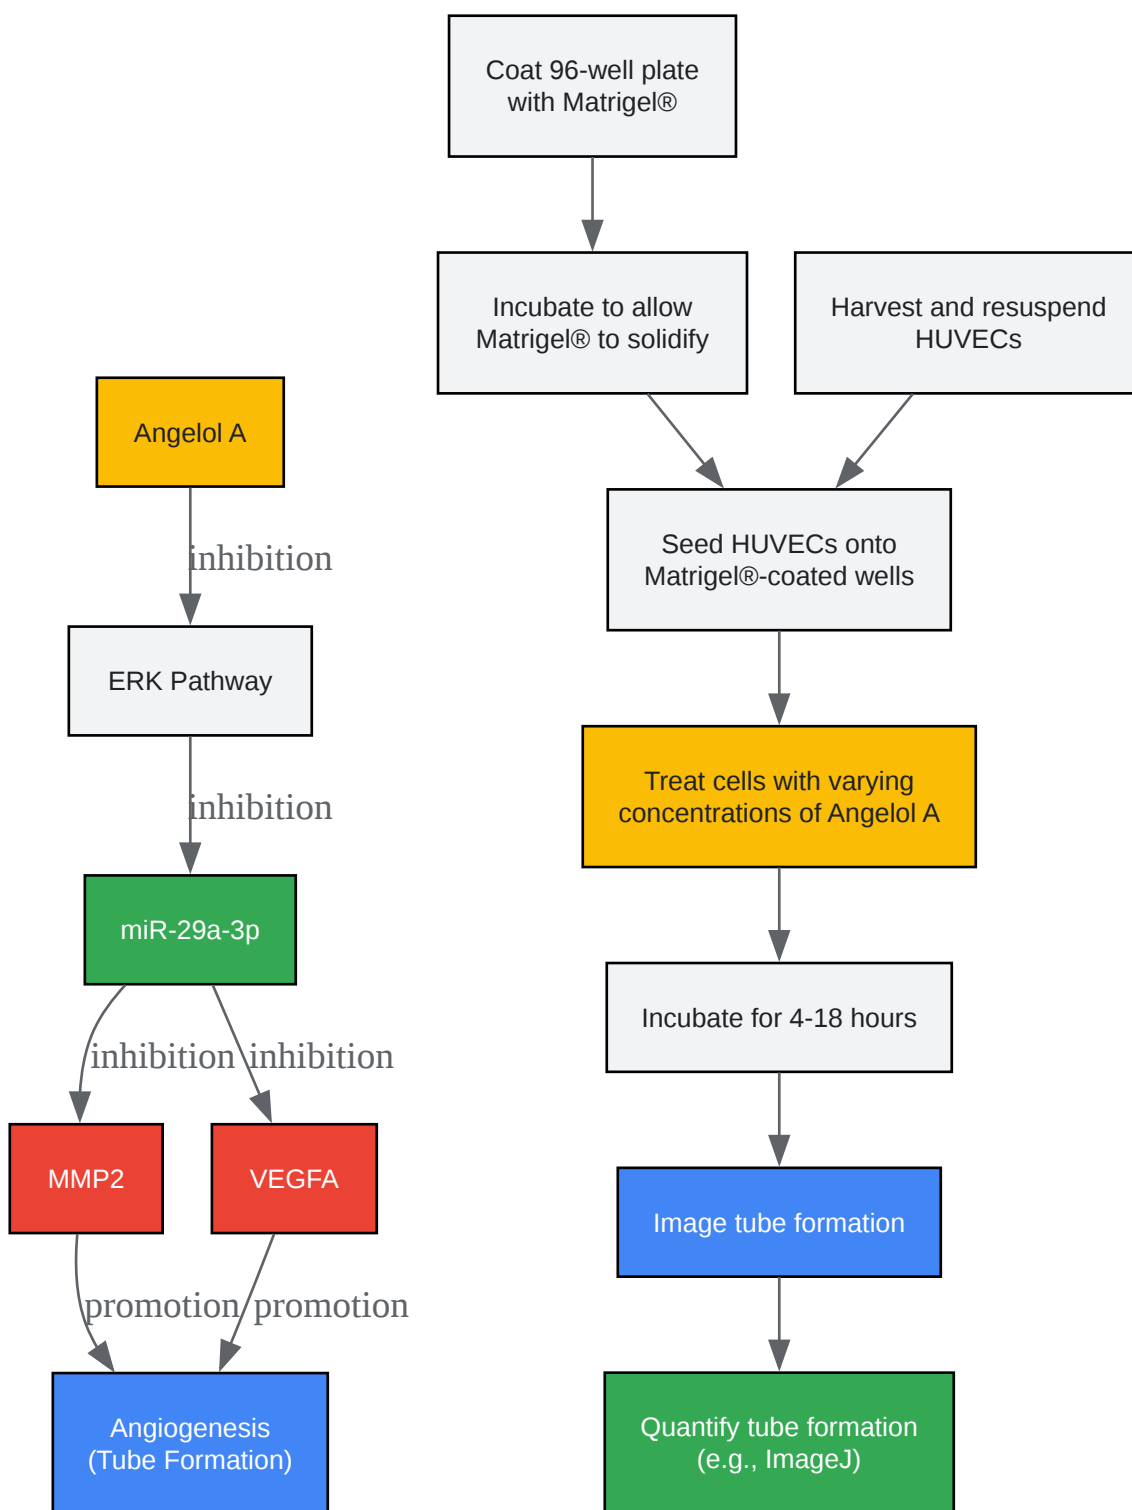 Coat 96-well plate
with Matrigel®
Incubate to allow
Matrigel® to solidify
Harvest and resuspend
HUVECs
Angelol A
Seed HUVECs onto
Matrigel®-coated wells
inhibition
ERK Pathway
Treat cells with varying
concentrations of Angelol A
inhibition
miR-29a-3p
Incubate for 4-18 hours
inhibition
inhibition
MMP2
VEGFA
Image tube formation
promotion
promotion
Angiogenesis
(Tube Formation)
Quantify tube formation
(e.g., ImageJ)